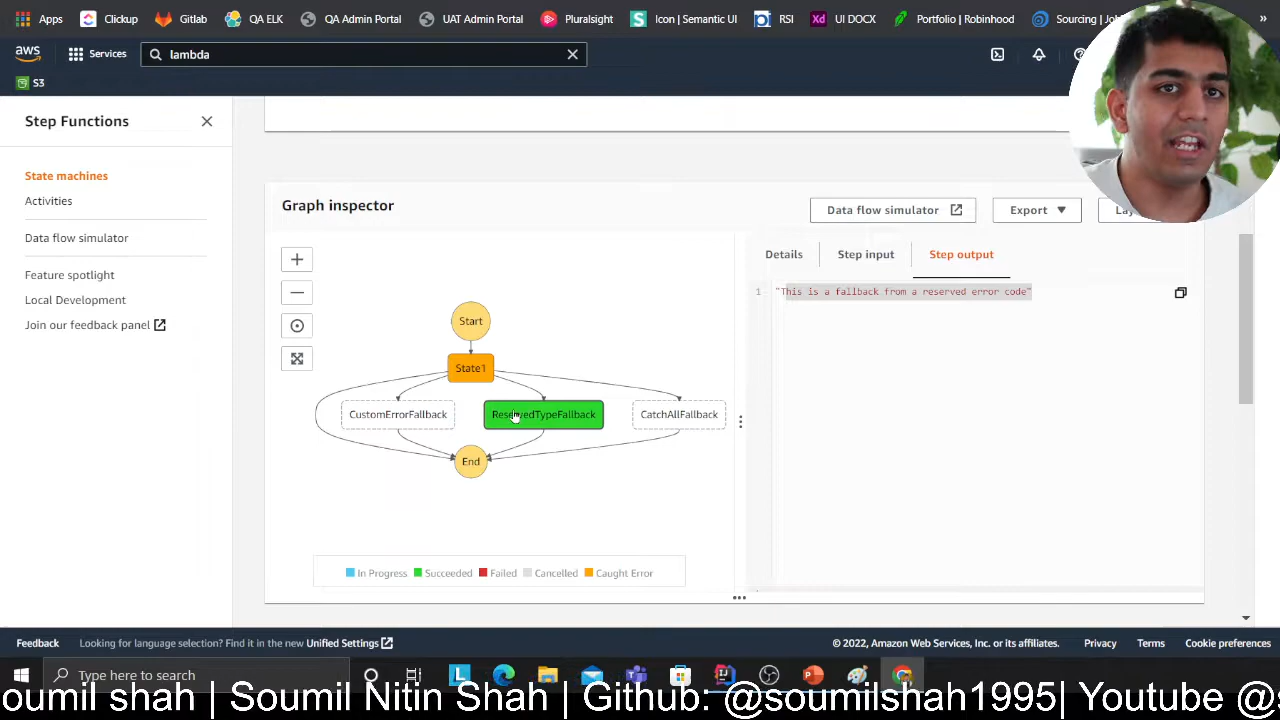 Apps
Clickup
Gitlab
QA ELK
QA Admin Portal
UAT Admin Portal
Pluralsight
Icon | Semantic UI
RSI
UI DOCX
Potfolio | Robinhood
Sourcing | Jo
»
aws
Services
lambda
S3
Step Functions
State machines
Activities
Data flow simulator
Feature spotlight
Local Development
Join our feedback panel
Graph inspector
Data flow simulator
Export
Details
Step input
Step output
1
"This is a fallback from a reserved error code"
Start
State1
CustomErrorFallback
ReservedTypeFallback
CatchAllFallback
End
In Progress
Succeeded
Failed
Cancelled
Caught Error
Feedback
Looking for language selection? Find it in the new Unified Settings
© 2022, Amazon Web Services, Inc. or its affiliates.
Privacy
Terms
Cookie preferences
Type here to search
oumil shah | Soumil Nitin Shah | Github: @soumilshah1995| Youtube @